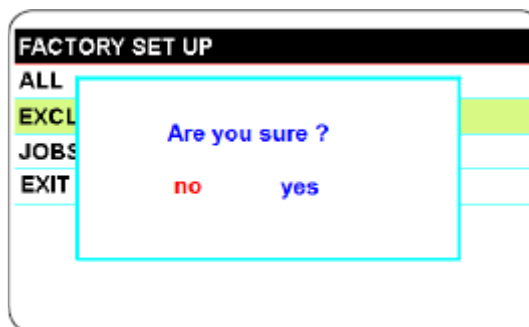 FACTORY SET UP
ALL
EXCL
JOBS
EXIT
Are you sure ?
no yes